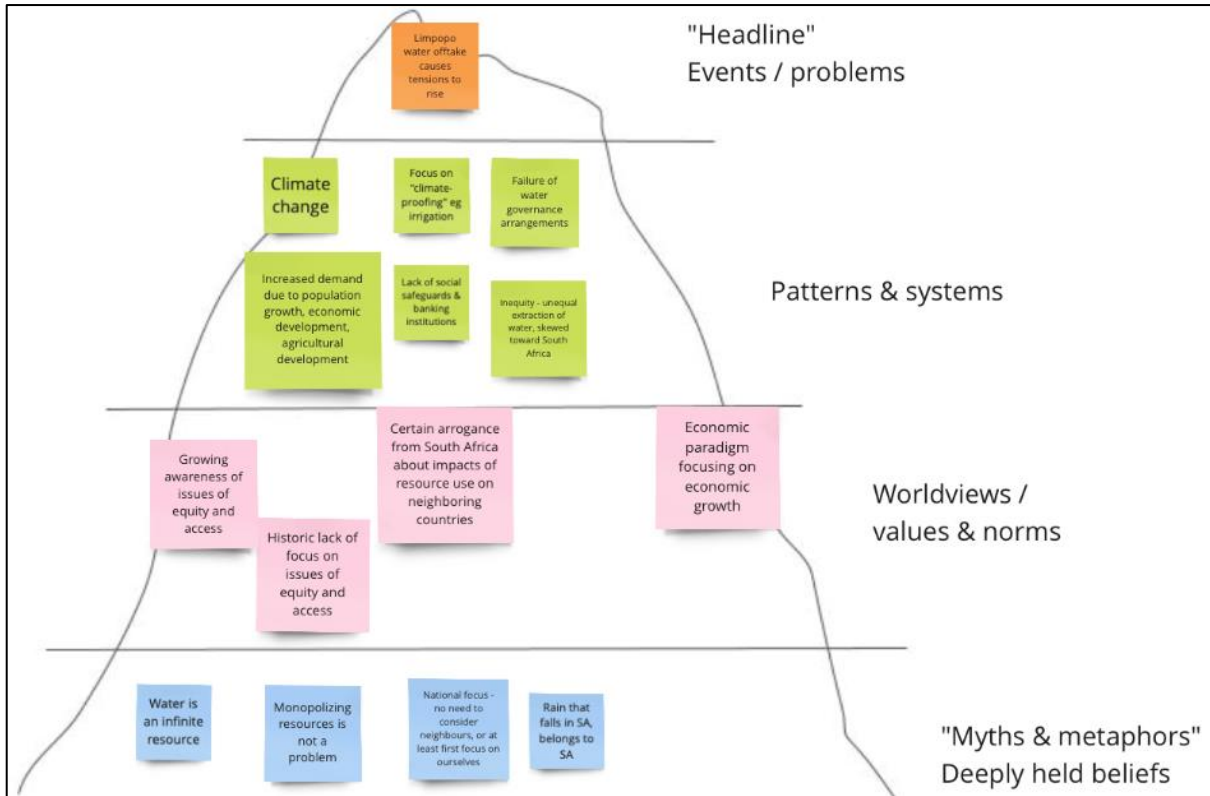 Limpopo
water offtake
causes
tensions to
rise
"Headline"
Events / problems
Climate
change
Focus on
"climate-
proofing" eg
irrigation
Failure of
water
governance
arrangements
Increased demand
due to population
growth, economic
development,
agricultural
development
Lack of social
safeguards &
banking
institutions
Inequity - unequal
extraction of
water, skewed
toward South
Africa
Patterns & systems
Growing
awareness of
issues of
equity and
access
Historic lack of
focus on
issues of
equity and
access
Certain arrogance
from South Africa
about impacts of
resource use on
neighboring
countries
Economic
paradigm
focusing on
economic
growth
Worldviews /
values & norms
Water is
an infinite
resource
Monopolizing
resources is
not a
problem
National focus -
no need to
consider
neighbours, or at
least first focus on
ourselves
Rain that
falls in SA,
belongs to
SA
"Myths & metaphors"
Deeply held beliefs